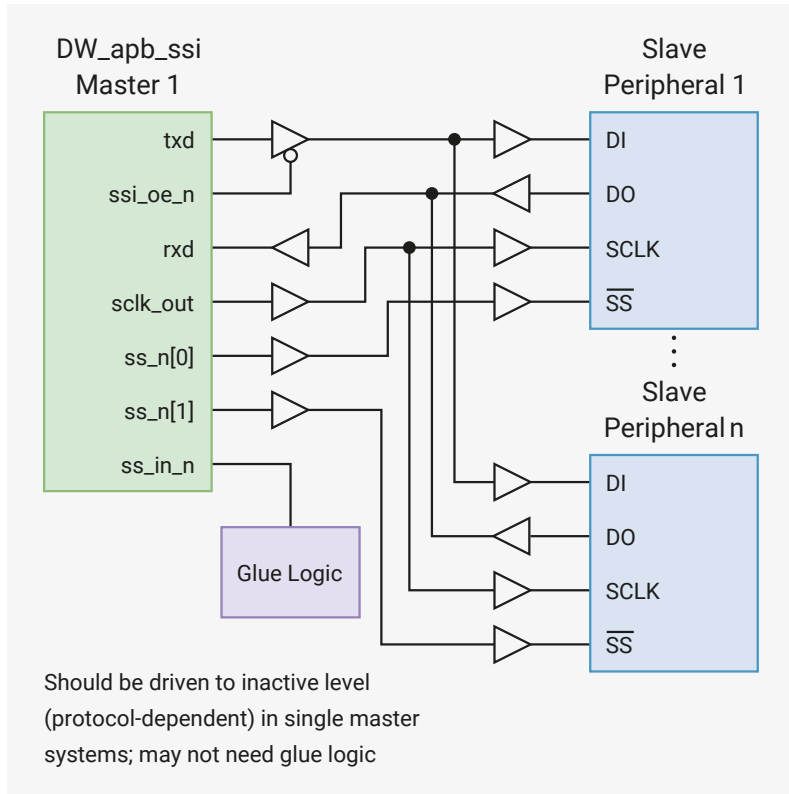 DW_apb_ssi
Master 1
txd
ssi_oe_n
rxd
sclk_out
ss_n[0]
ss_n[1]
ss_in_n
Glue Logic
Slave
Peripheral 1
DI
DO
SCLK
S̅S̅
Slave
Peripheral n
DI
DO
SCLK
S̅S̅
Should be driven to inactive level
(protocol-dependent) in single master
systems; may not need glue logic